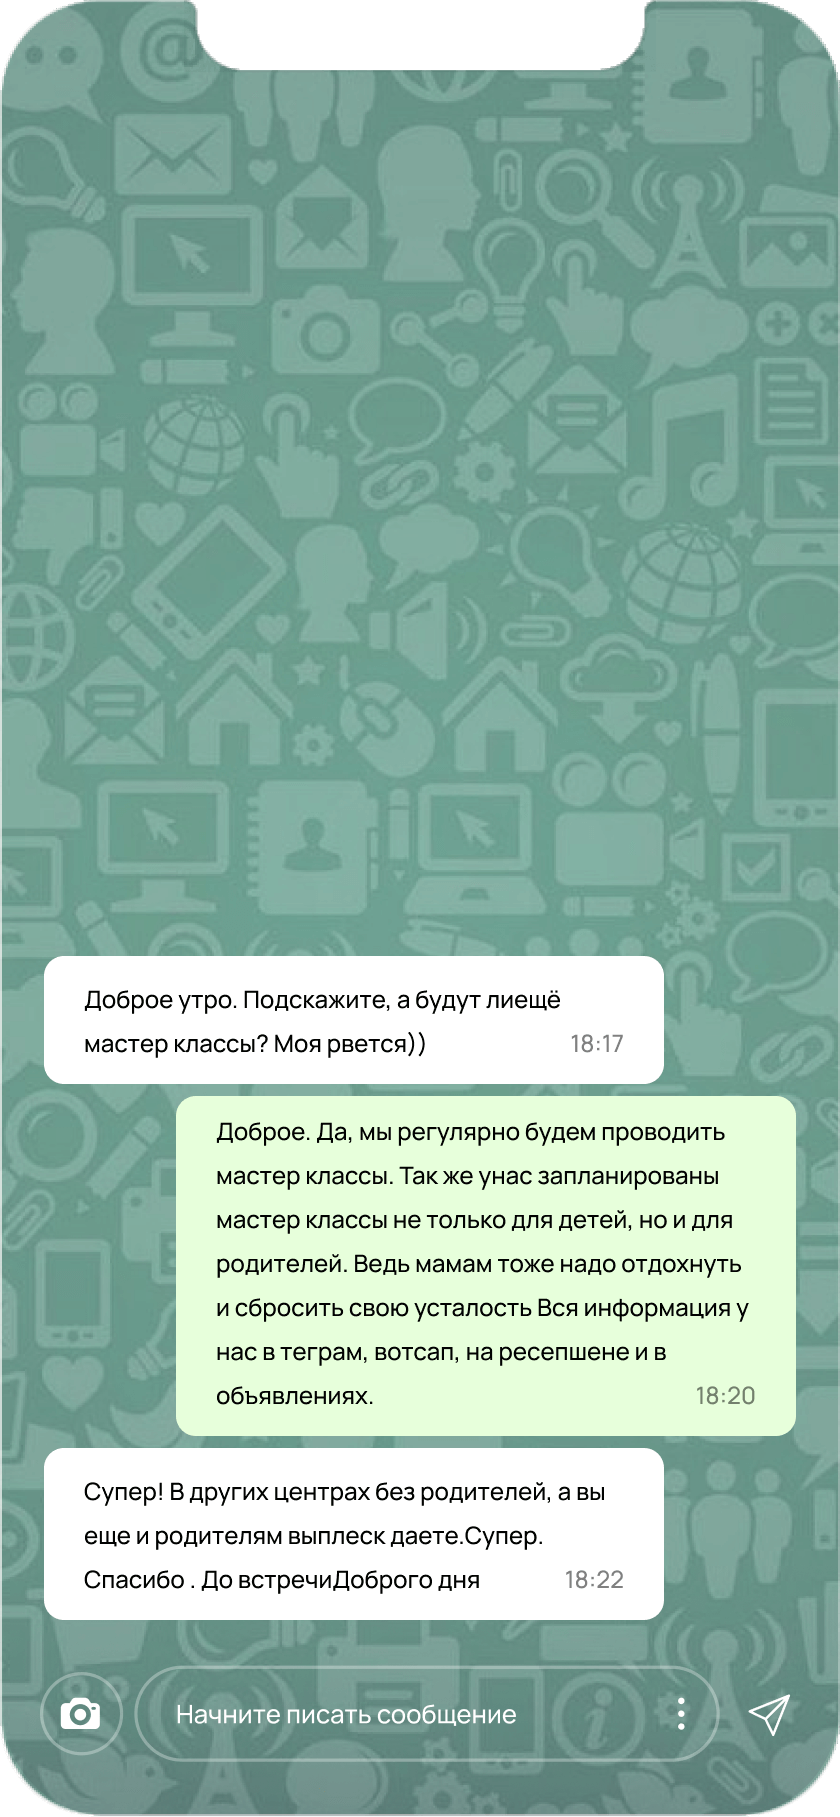 Доброе утро. Подскажите, а будут лиещё
мастер классы? Моя рвется))
18:17
Доброе. Да, мы регулярно будем проводить
мастер классы. Так же унас запланированы
мастер классы не только для детей, но и для
родителей. Ведь мамам тоже надо отдохнуть
и сбросить свою усталость Вся информация у
нас в теграм, вотсап, на ресепшене и в
объявлениях.
18:20
Супер! В других центрах без родителей, а вы
еще и родителям выплеск даете.Супер.
Спасибо . До встречиДоброго дня
18:22
Начните писать сообщение